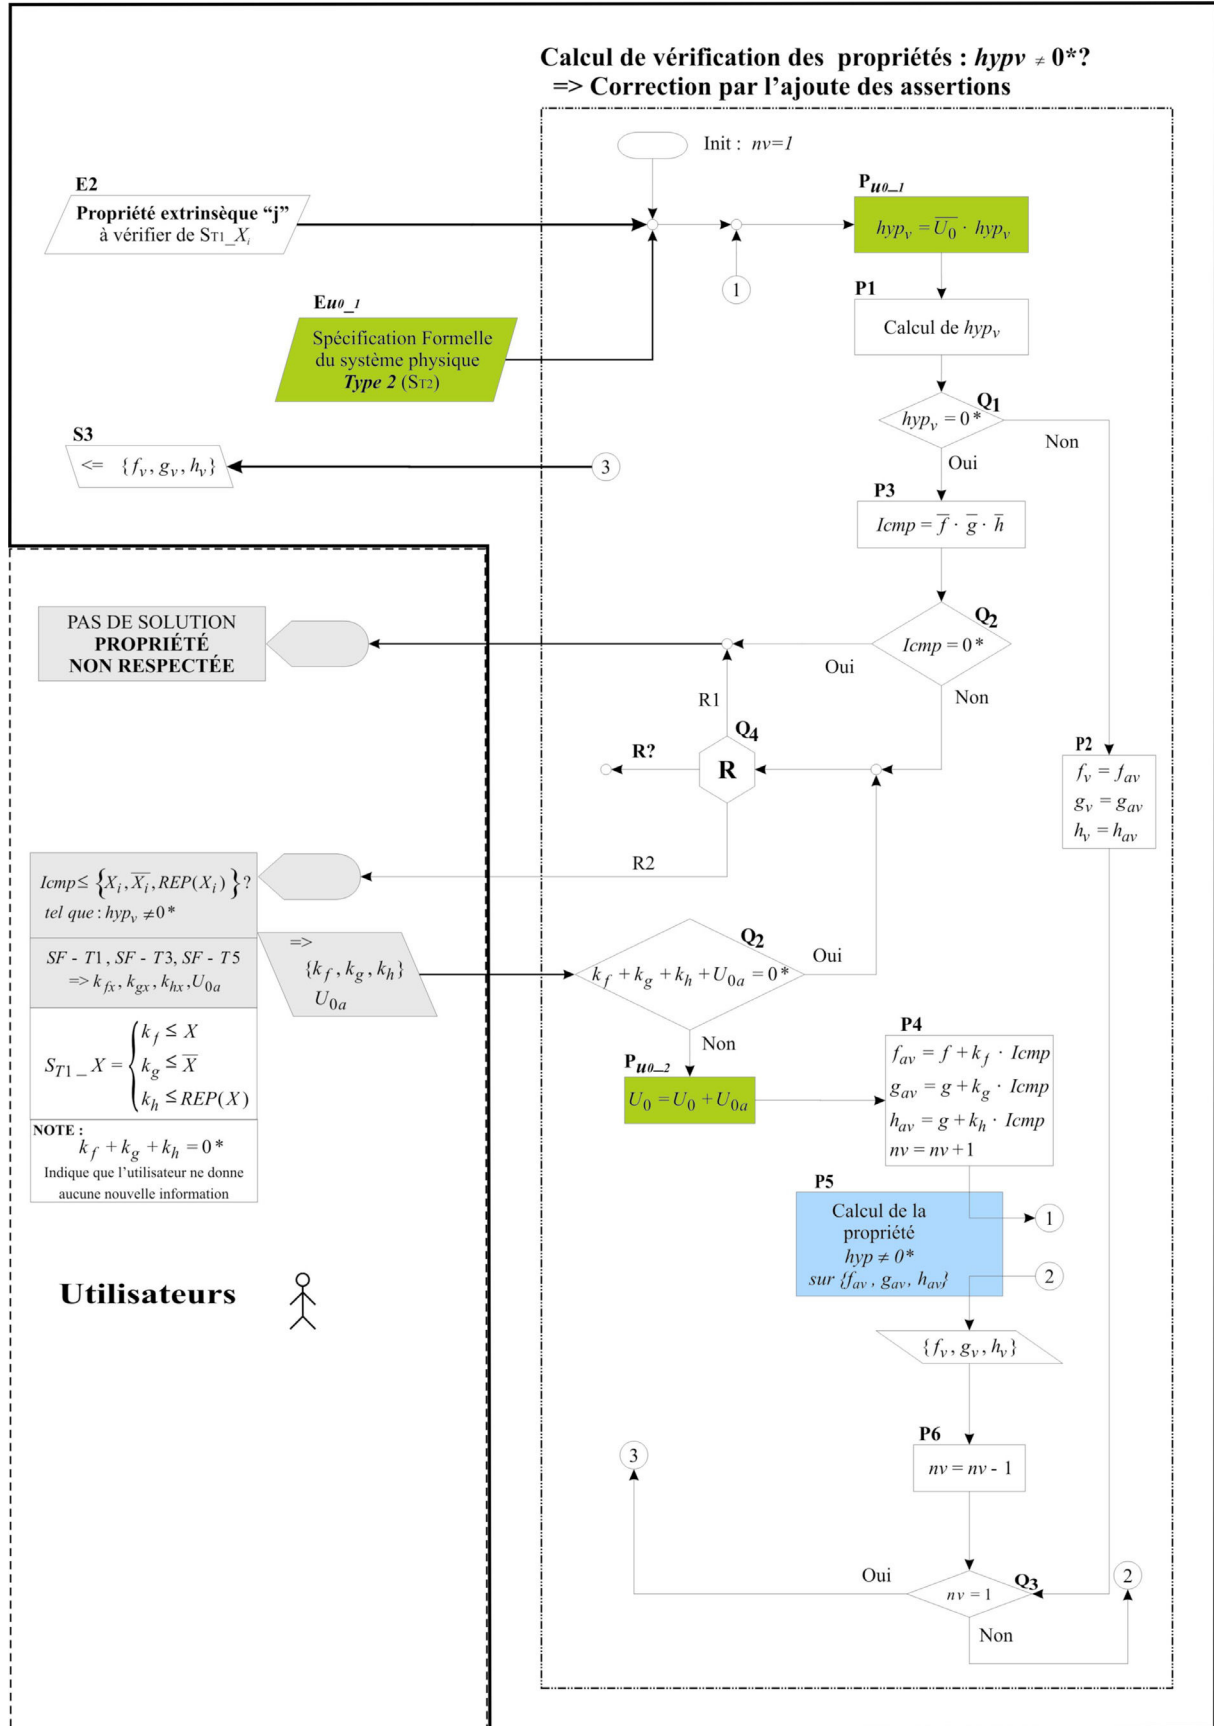 Calcul de vérification des propriétés : hypv ≠ 0*?
=> Correction par l'ajoute des assertions
Init : nv=1
E2
Propriété extrinsèque "j"
à vérifier de ST1_Xi
Pu0_1
hypv = U̅0̅ · hypv
1
Eu0_1
Spécification Formelle
du système physique
Type 2 (ST2)
P1
Calcul de hypv
Q1
hypv = 0*
Non
Oui
S3
<= {fv, gv, hv}
3
P3
Icmp = f̅ · g̅ · h̅
Q2
Icmp = 0*
Oui
Non
PAS DE SOLUTION
PROPRIÉTÉ
NON RESPECTÉE
R1
Q4
R?
R
R2
P2
fv = fav
gv = gav
hv = hav
Icmp ≤ {Xi, X̅i̅, REP(Xi)}?
tel que : hypv ≠ 0*
SF - T1, SF - T3, SF - T5
=> kfx, kgx, khx, U0a
=>
{kf, kg, kh}
U0a
Q2
kf + kg + kh + U0a = 0*
Oui
Non
ST1_X = {
kf ≤ X
kg ≤ X̅
kh ≤ REP(X)
NOTE :
kf + kg + kh = 0*
Indique que l'utilisateur ne donne
aucune nouvelle information
Pu0_2
U0 = U0 + U0a
P4
fav = f + kf · Icmp
gav = g + kg · Icmp
hav = g + kh · Icmp
nv = nv + 1
P5
Calcul de la
propriété
hyp ≠ 0*
sur {fav, gav, hav}
1
2
Utilisateurs
{fv, gv, hv}
P6
nv = nv - 1
3
Oui
Q3
nv = 1
2
Non